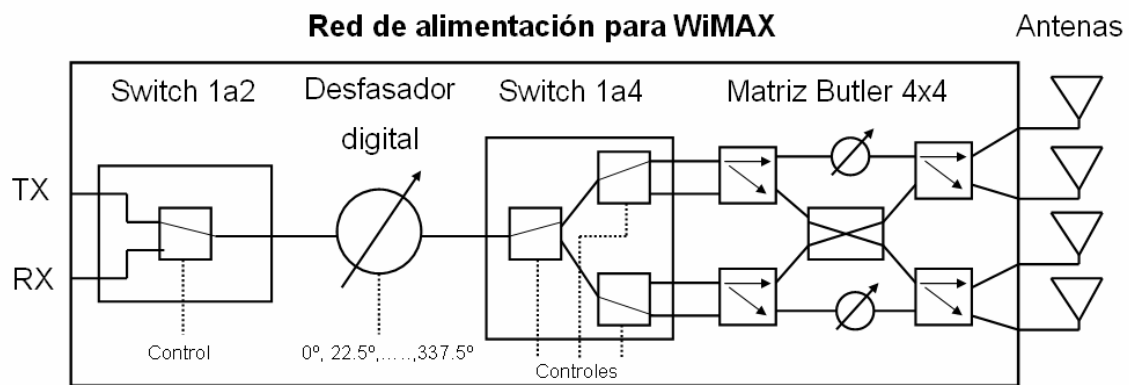 Red de alimentación para WiMAX
Antenas
Switch 1a2
Desfasador
digital
Switch 1a4
Matriz Butler 4x4
TX
RX
Control
0º, 22.5º,.....,337.5º
Controles